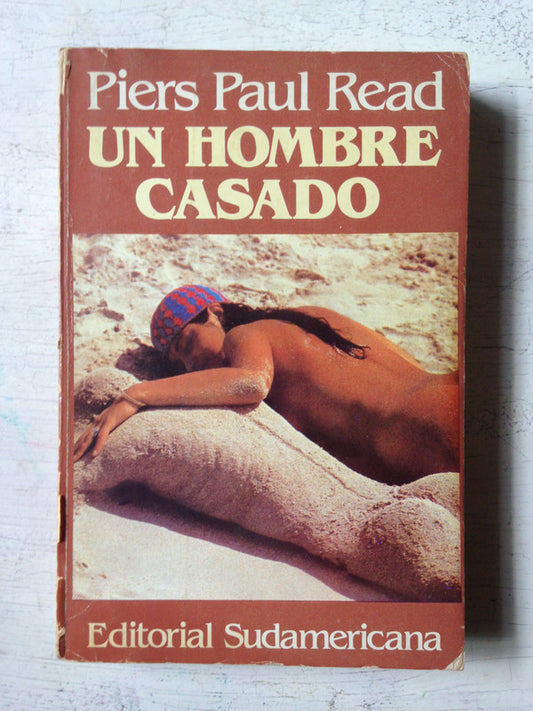 Piers Paul Read
UN HOMBRE
CASADO
Editorial Sudamericana